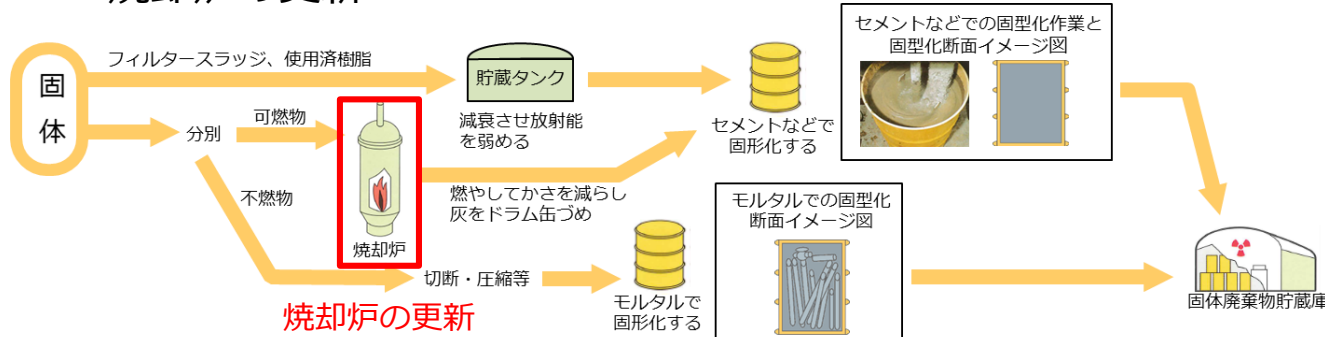 固
体
フィルタースラッジ、使用済樹脂
貯蔵タンク
減衰させ放射能
を弱める
セメントなどで
固形化する
セメントなどでの固型化作業と
固型化断面イメージ図
分別
可燃物
不燃物
焼却炉
燃やしてかさを減らし
灰をドラム缶づめ
切断・圧縮等
モルタルで
固形化する
モルタルでの固型化
断面イメージ図
固体廃棄物貯蔵庫
焼却炉の更新